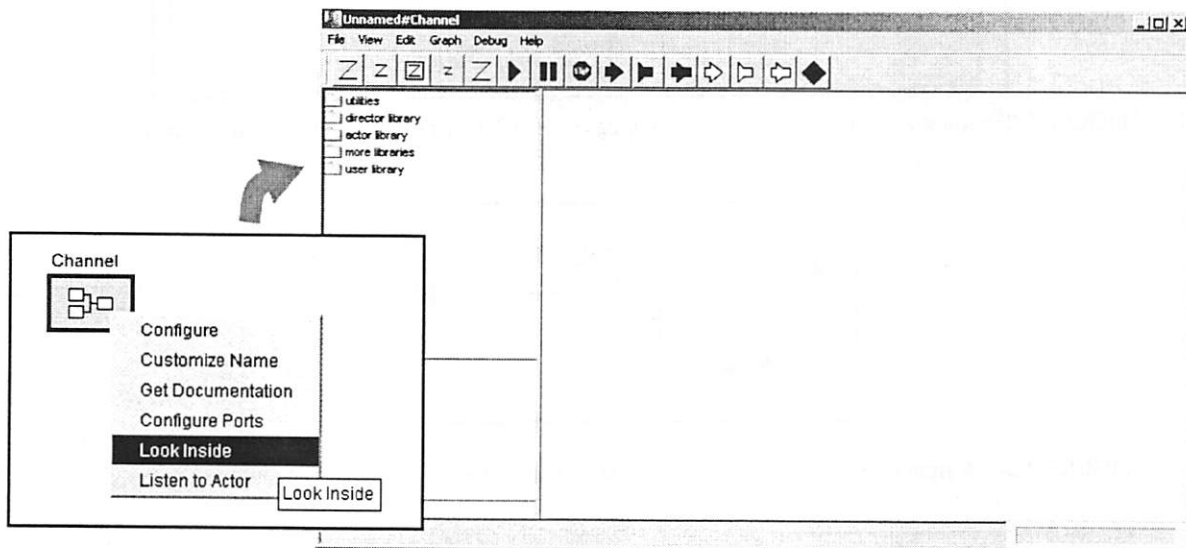 Unnamed#Channel
File View Edit Graph Debug Help
utilities
director library
actor library
more libraries
user library
Channel
Configure
Customize Name
Get Documentation
Configure Ports
Look Inside
Listen to Actor
Look Inside